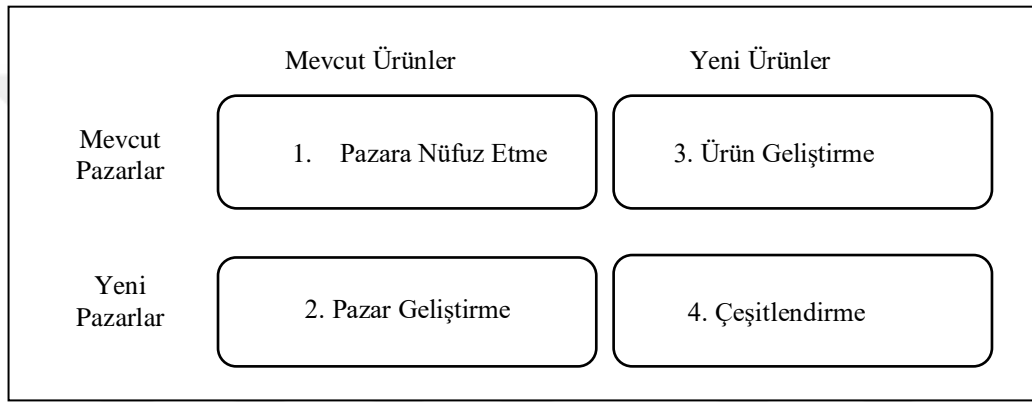 Mevcut Ürünler
Yeni Ürünler
Mevcut
Pazarlar
1. Pazara Nüfuz Etme
3. Ürün Geliştirme
Yeni
Pazarlar
2. Pazar Geliştirme
4. Çeşitlendirme